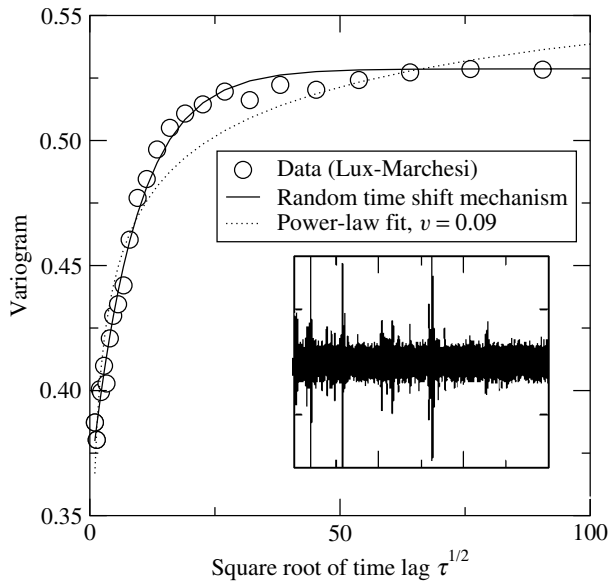 0.55
0.50
0.45
0.40
0.35
Variogram
Data (Lux-Marchesi)
Random time shift mechanism
Power-law fit, v = 0.09
0
50
100
Square root of time lag τ^{1/2}